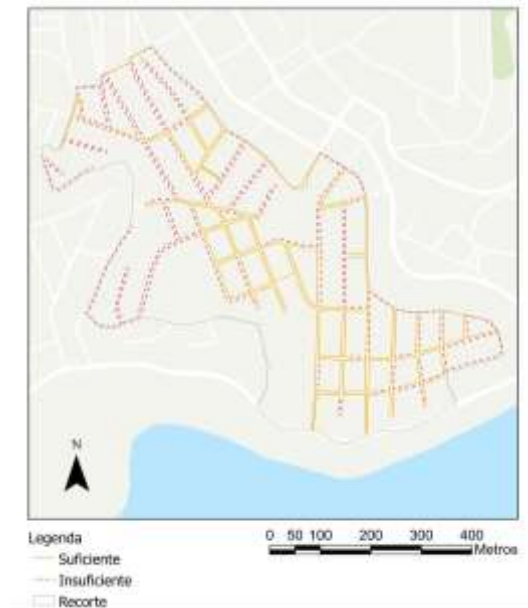 N
Legenda
Suficiente
Insuficiente
Recorte
0 50 100 200 300 400
Metros